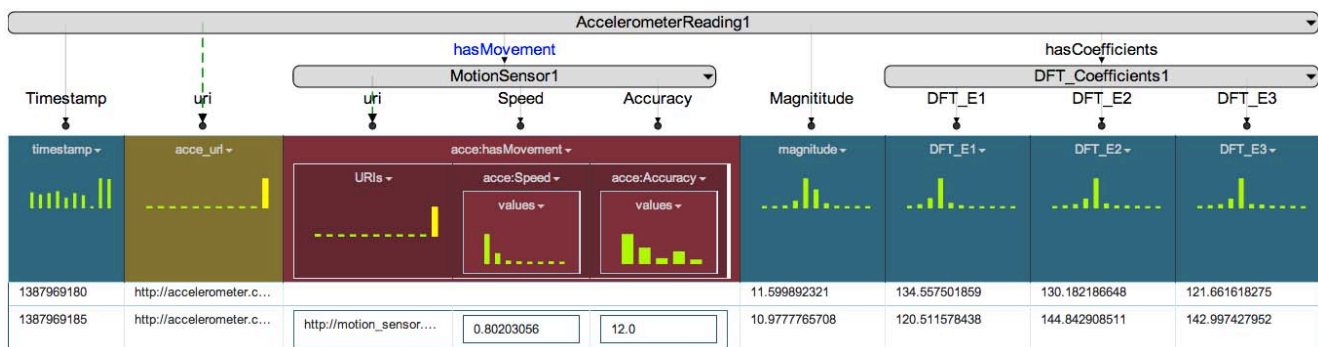 AccelerometerReading1
hasMovement hasCoefficients
MotionSensor1 DFT_Coefficients1
Timestamp uri uri Speed Accuracy Magnititude DFT_E1 DFT_E2 DFT_E3
timestamp acce_url acce:hasMovement magnitude DFT_E1 DFT_E2 DFT_E3
URIs acce:Speed acce:Accuracy
values values
1387969180 http://accelerometer.c... 11.599892321 134.557501859 130.182186648 121.661618275
1387969185 http://accelerometer.c... http://motion_sensor.... 0.80203056 12.0 10.9777765708 120.511578438 144.842908511 142.997427952